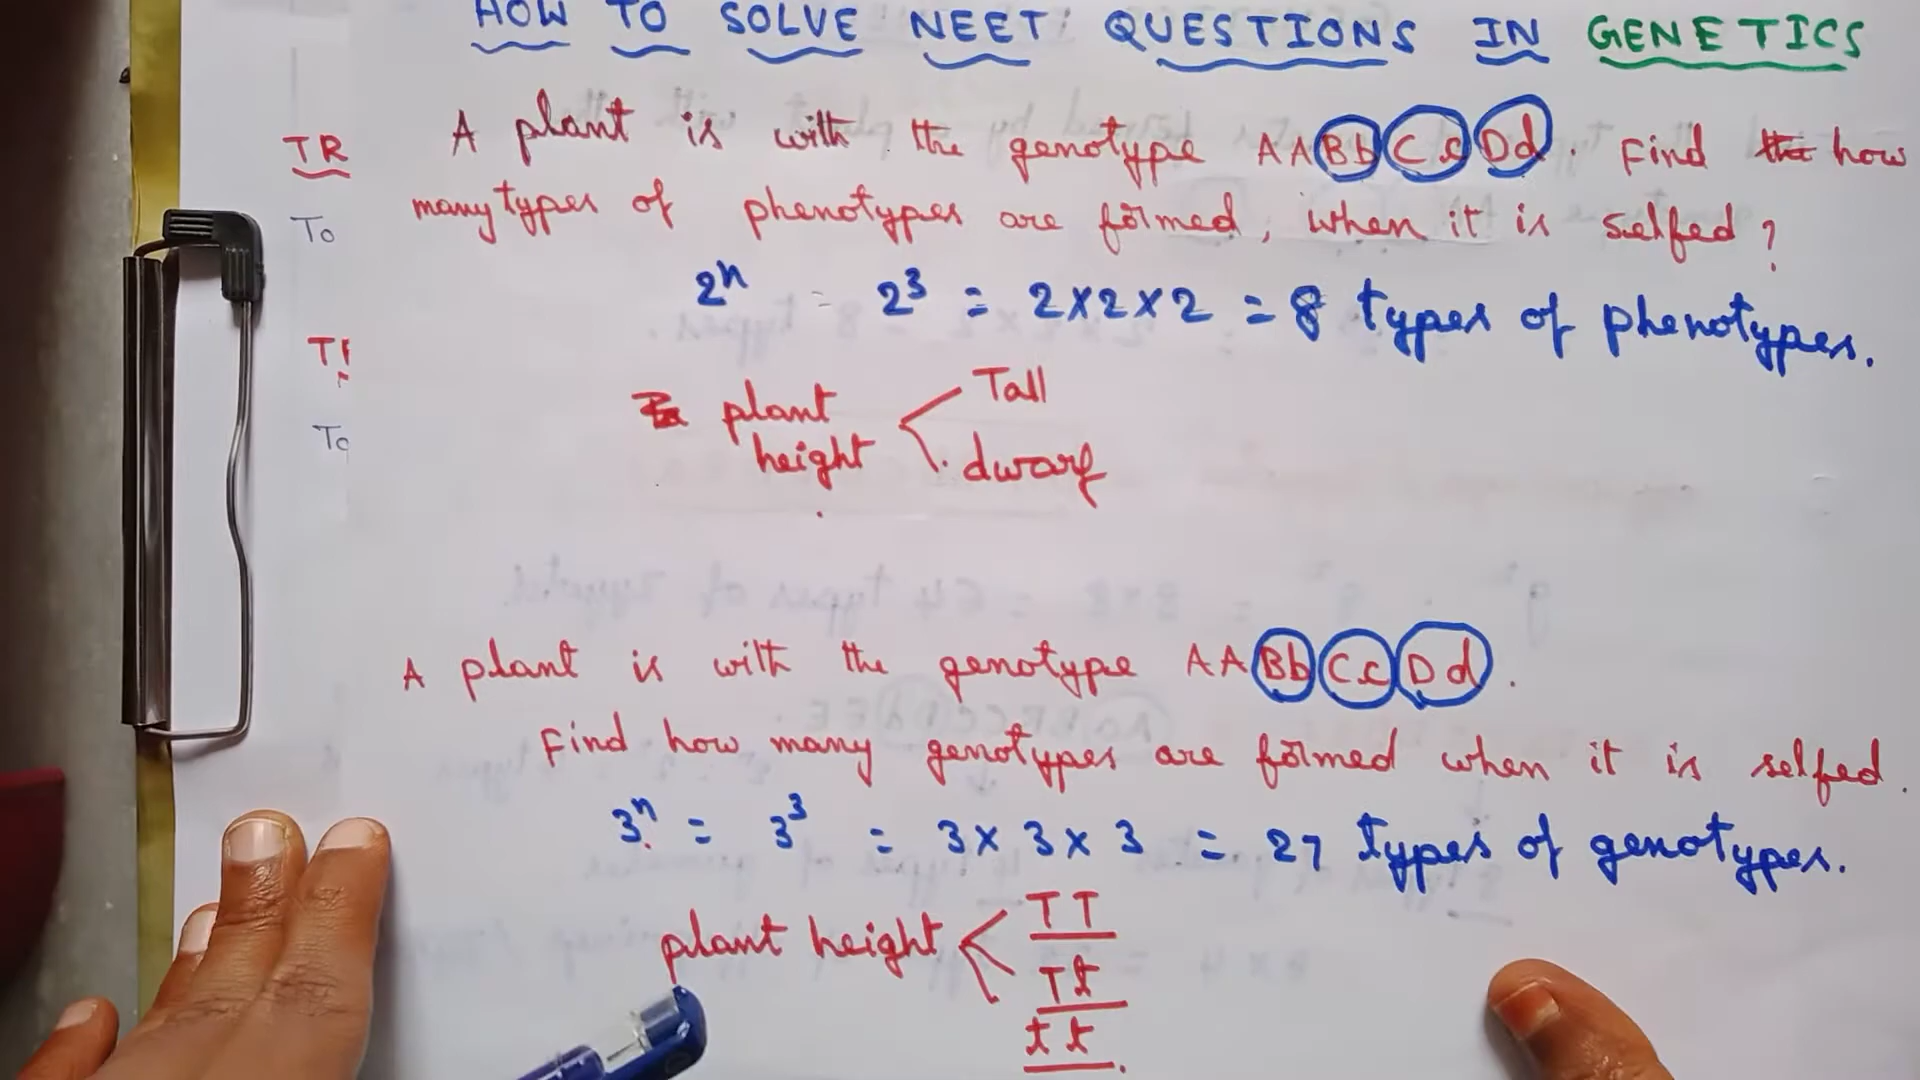 HOW TO SOLVE NEET QUESTIONS IN GENETICS
TR
A plant is with the genotype AABbCcDd. Find how
many types of phenotypes are formed, when it is selfed?
To
2ⁿ = 2³ = 2×2×2 = 8 types of phenotypes.
plant height
Tall
dwarf
To
A plant is with the genotype AABbCcDd.
Find how many genotypes are formed when it is selfed.
3ⁿ = 3³ = 3×3×3 = 27 types of genotypes.
plant height
TT
Tt
tt.